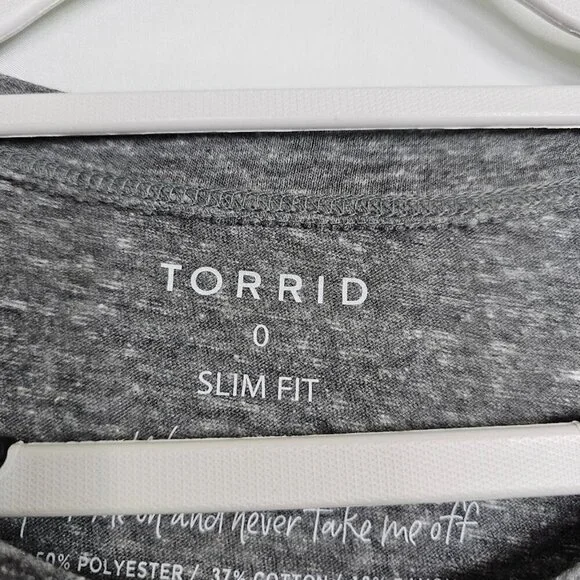 TORRID
0
SLIM FIT
on and never take me off
50% POLYESTER / 37% COTTON /